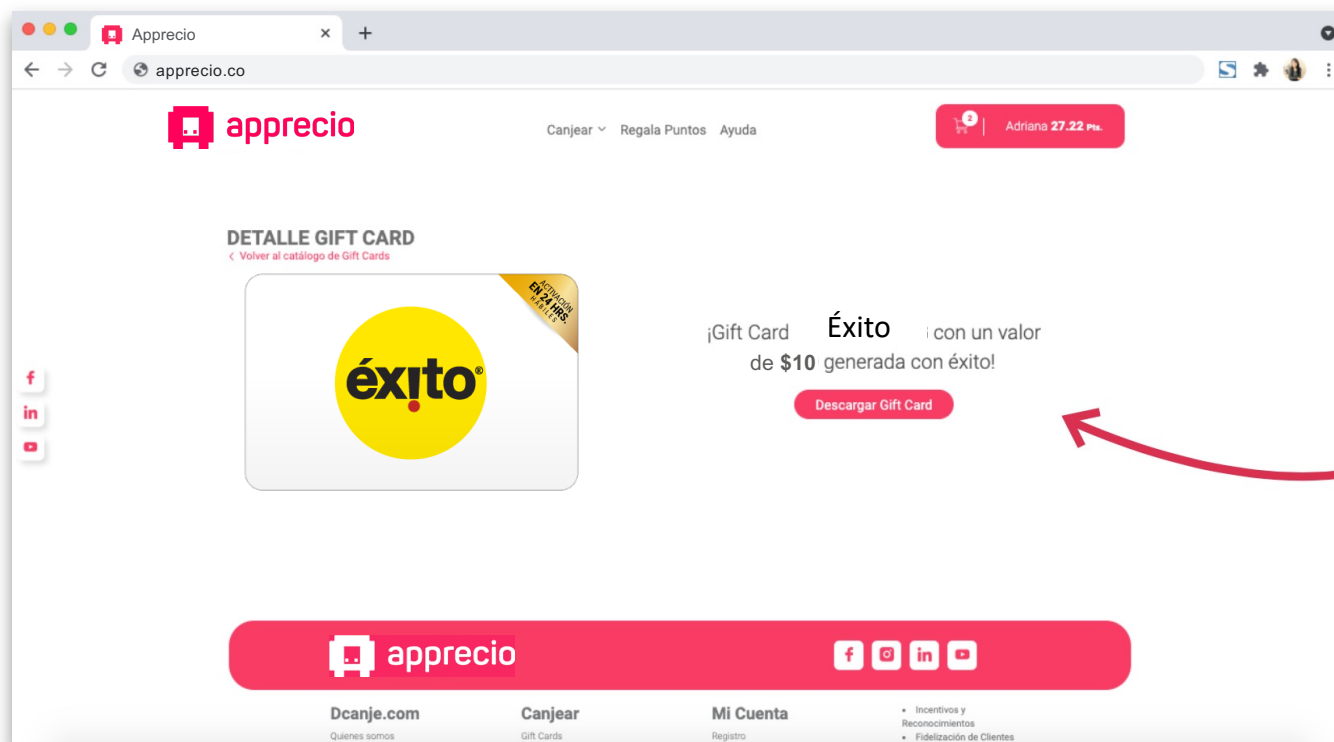 Apprecio
apprecio.co
apprecio
Canjear Regala Puntos Ayuda
2
Adriana 27.22 Pts.
DETALLE GIFT CARD
Volver al catálogo de Gift Cards
ACTIVACIÓN
EN 24 HRS.
HÁBILES
éxito®
¡Gift Card Éxito con un valor
de $10 generada con éxito!
Descargar Gift Card
apprecio
Dcanje.com
Quienes somos
Canjear
Gift Cards
Mi Cuenta
Registro
• Incentivos y
Reconocimientos
• Fidelización de Clientes